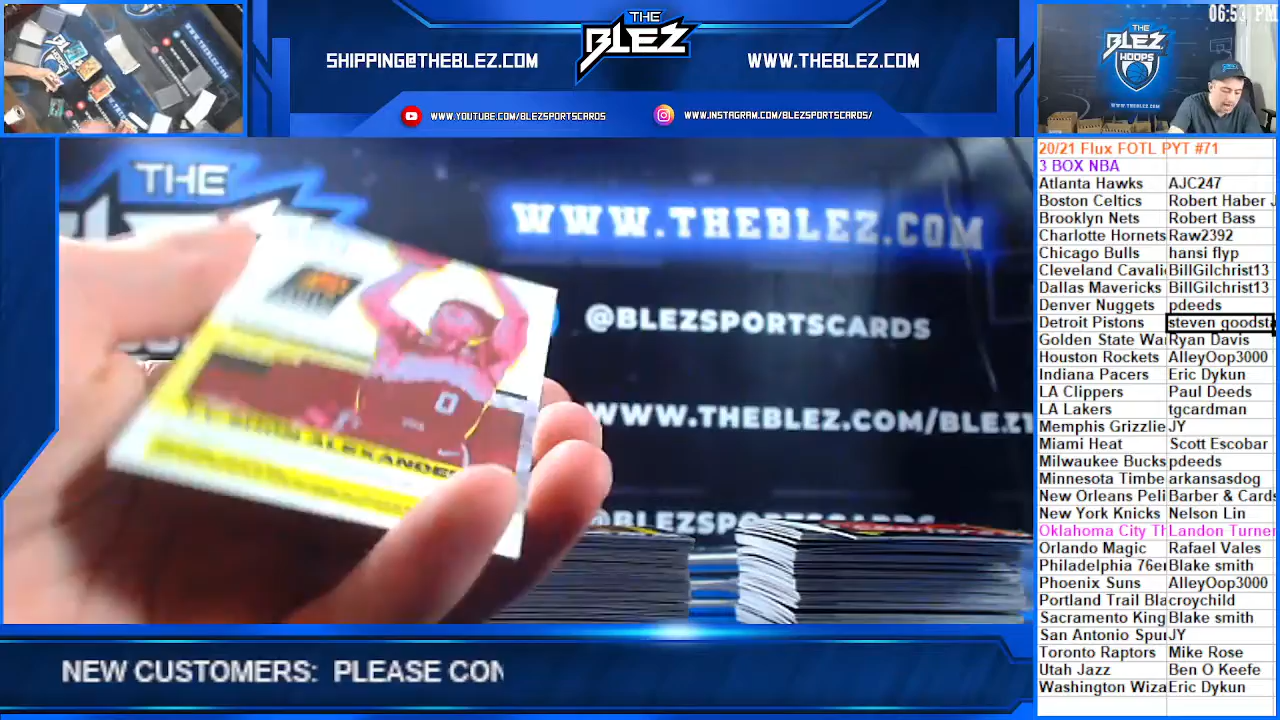 06:53 PM
THE
BLEZ
SHIPPING@THEBLEZ.COM
WWW.THEBLEZ.COM
WWW.YOUTUBE.COM/BLEZSPORTSCARDS
WWW.INSTAGRAM.COM/BLEZSPORTSCARDS/
THE
BLEZ
HOOPS
WWW.THEBLEZ.COM
THE
WWW.THEBLEZ.COM
@BLEZSPORTSCARDS
WWW.THEBLEZ.COM/BLEZ1
@BLEZSPORTSCARDS
0
ALEXANDER
20/21 Flux FOTL PYT #71
3 BOX NBA
Atlanta Hawks AJC247
Boston Celtics Robert Haber J
Brooklyn Nets Robert Bass
Charlotte Hornets Raw2392
Chicago Bulls hansi flyp
Cleveland Cavali BillGilchrist13
Dallas Mavericks BillGilchrist13
Denver Nuggets pdeeds
Detroit Pistons steven goodsta
Golden State Wa Ryan Davis
Houston Rockets AlleyOop3000
Indiana Pacers Eric Dykun
LA Clippers Paul Deeds
LA Lakers tgcardman
Memphis Grizzlie JY
Miami Heat Scott Escobar
Milwaukee Bucks pdeeds
Minnesota Timbe arkansasdog
New Orleans Peli Barber & Cards
New York Knicks Nelson Lin
Oklahoma City Th Landon Turner
Orlando Magic Rafael Vales
Philadelphia 76e Blake smith
Phoenix Suns AlleyOop3000
Portland Trail Bla croychild
Sacramento King Blake smith
San Antonio Spu JY
Toronto Raptors Mike Rose
Utah Jazz Ben O Keefe
Washington Wiza Eric Dykun
NEW CUSTOMERS: PLEASE CON